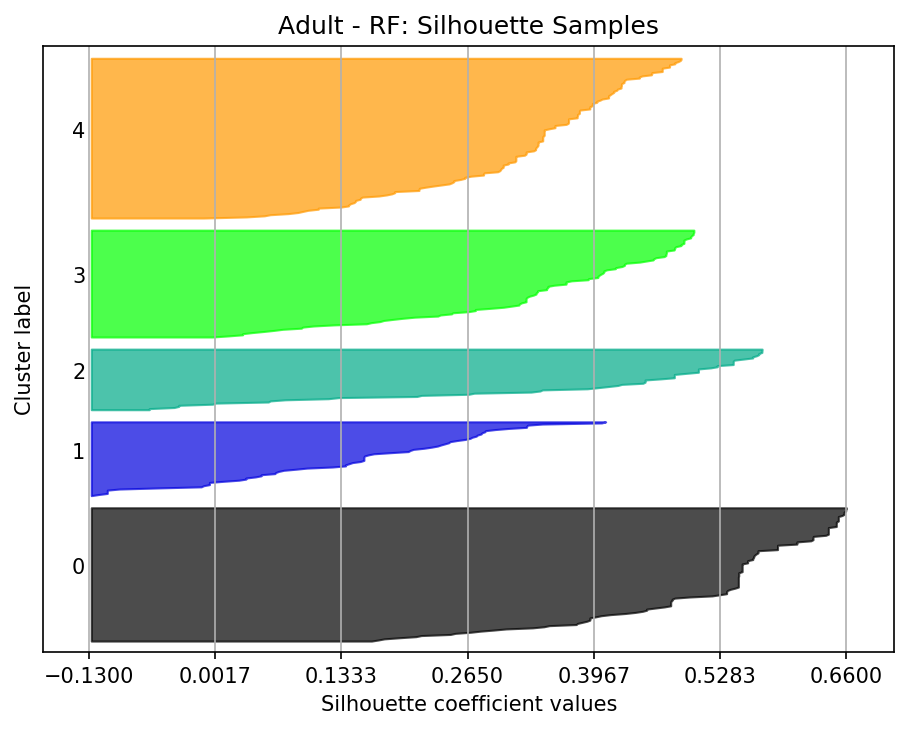 Adult - RF: Silhouette Samples
4
3
2
1
0
Cluster label
−0.1300 0.0017 0.1333 0.2650 0.3967 0.5283 0.6600
Silhouette coefficient values